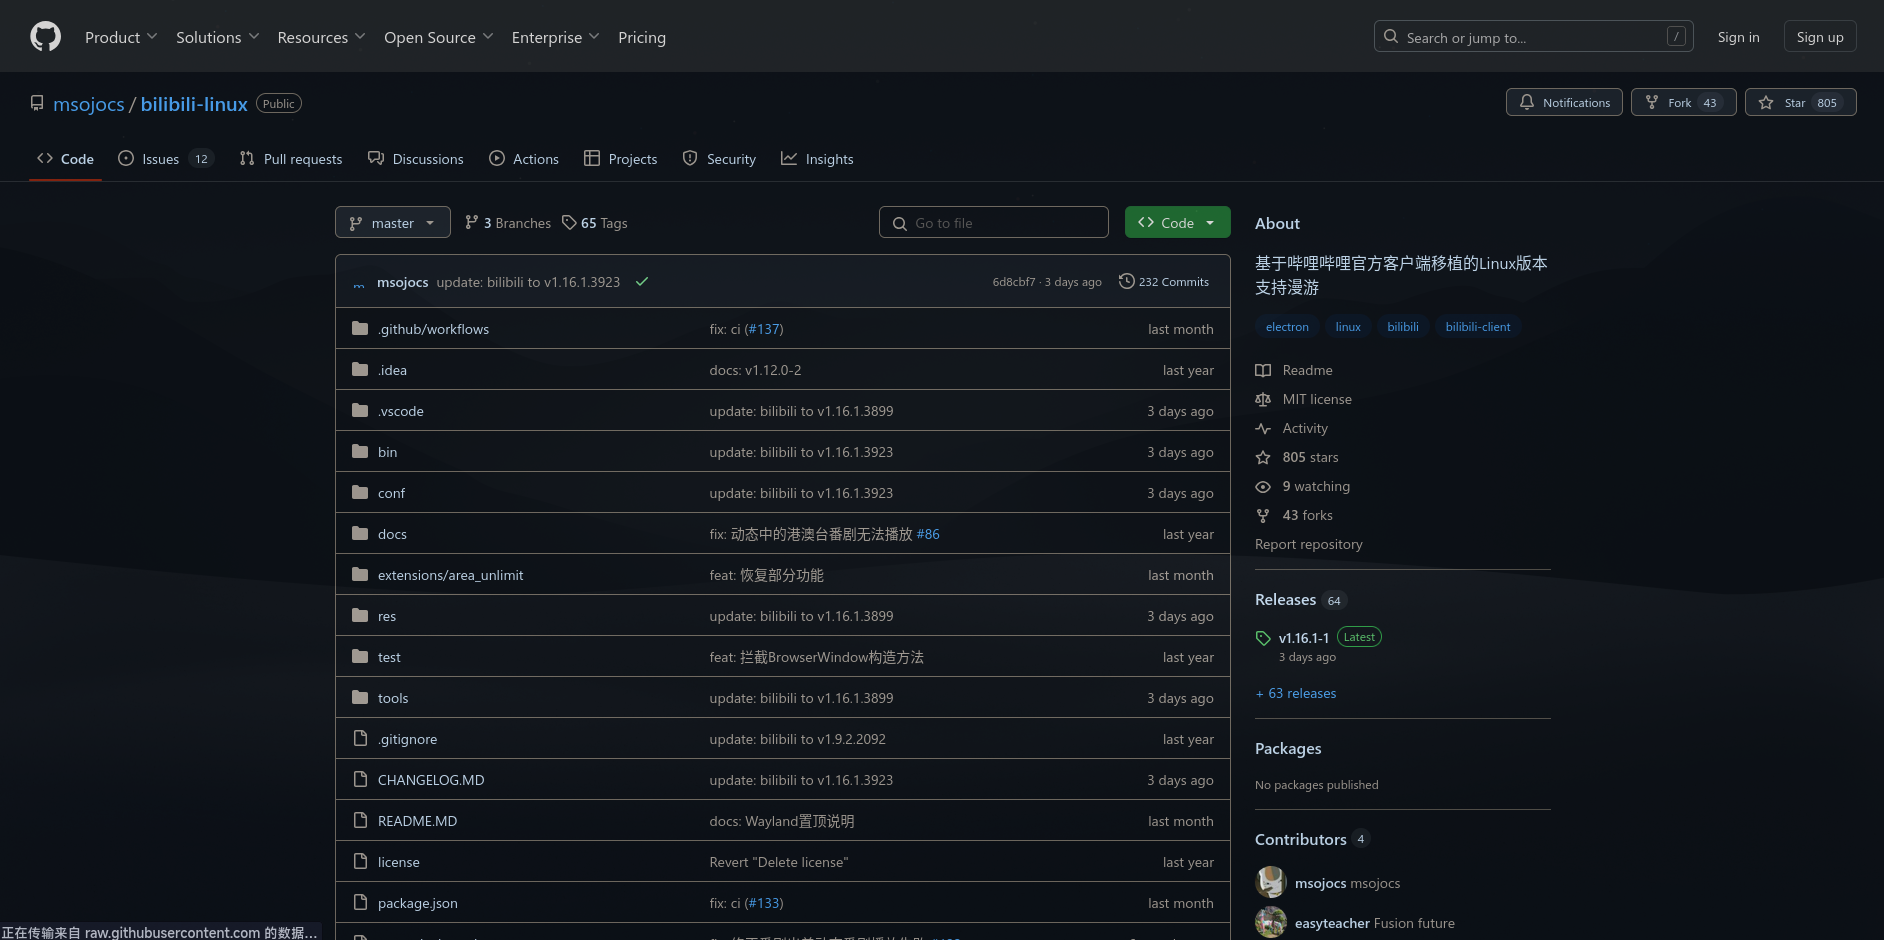 Product Solutions Resources Open Source Enterprise Pricing Search or jump to... / Sign in Sign up
msojocs / bilibili-linux Public Notifications Fork 43 Star 805
Code Issues 12 Pull requests Discussions Actions Projects Security Insights
master 3 Branches 65 Tags Go to file Code
msojocs update: bilibili to v1.16.1.3923 6d8cbf7 · 3 days ago 232 Commits
.github/workflows fix: ci (#137) last month
.idea docs: v1.12.0-2 last year
.vscode update: bilibili to v1.16.1.3899 3 days ago
bin update: bilibili to v1.16.1.3923 3 days ago
conf update: bilibili to v1.16.1.3923 3 days ago
docs fix: 动态中的港澳台番剧无法播放 #86 last year
extensions/area_unlimit feat: 恢复部分功能 last month
res update: bilibili to v1.16.1.3899 3 days ago
test feat: 拦截BrowserWindow构造方法 last year
tools update: bilibili to v1.16.1.3899 3 days ago
.gitignore update: bilibili to v1.9.2.2092 last year
CHANGELOG.MD update: bilibili to v1.16.1.3923 3 days ago
README.MD docs: Wayland置顶说明 last month
license Revert "Delete license" last year
package.json fix: ci (#133) last month
About
基于哔哩哔哩官方客户端移植的Linux版本
支持漫游
electron linux bilibili bilibili-client
Readme
MIT license
Activity
805 stars
9 watching
43 forks
Report repository
Releases 64
v1.16.1-1 Latest
3 days ago
+ 63 releases
Packages
No packages published
Contributors 4
msojocs msojocs
easyteacher Fusion future
正在传输来自 raw.githubusercontent.com 的数据…